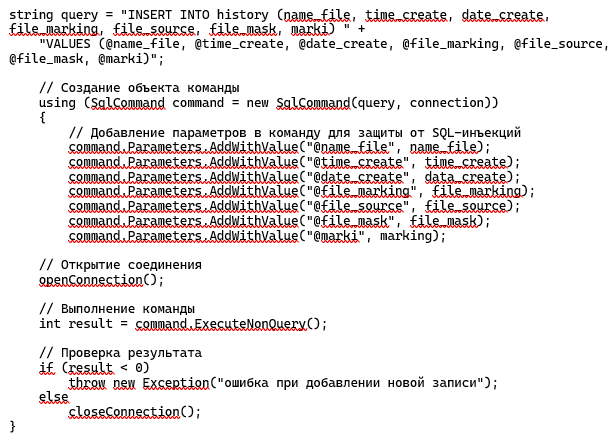 string query = "INSERT INTO history (name_file, time_create, date_create,
file_marking, file_source, file_mask, marki) " +
"VALUES (@name_file, @time_create, @date_create, @file_marking, @file_source,
@file_mask, @marki)";
// Создание объекта команды
using (SqlCommand command = new SqlCommand(query, connection))
{
// Добавление параметров в команду для защиты от SQL-инъекций
command.Parameters.AddWithValue("@name_file", name_file);
command.Parameters.AddWithValue("@time_create", time_create);
command.Parameters.AddWithValue("@date_create", data_create);
command.Parameters.AddWithValue("@file_marking", file_marking);
command.Parameters.AddWithValue("@file_source", file_source);
command.Parameters.AddWithValue("@file_mask", file_mask);
command.Parameters.AddWithValue("@marki", marking);
// Открытие соединения
openConnection();
// Выполнение команды
int result = command.ExecuteNonQuery();
// Проверка результата
if (result < 0)
throw new Exception("ошибка при добавлении новой записи");
else
closeConnection();
}